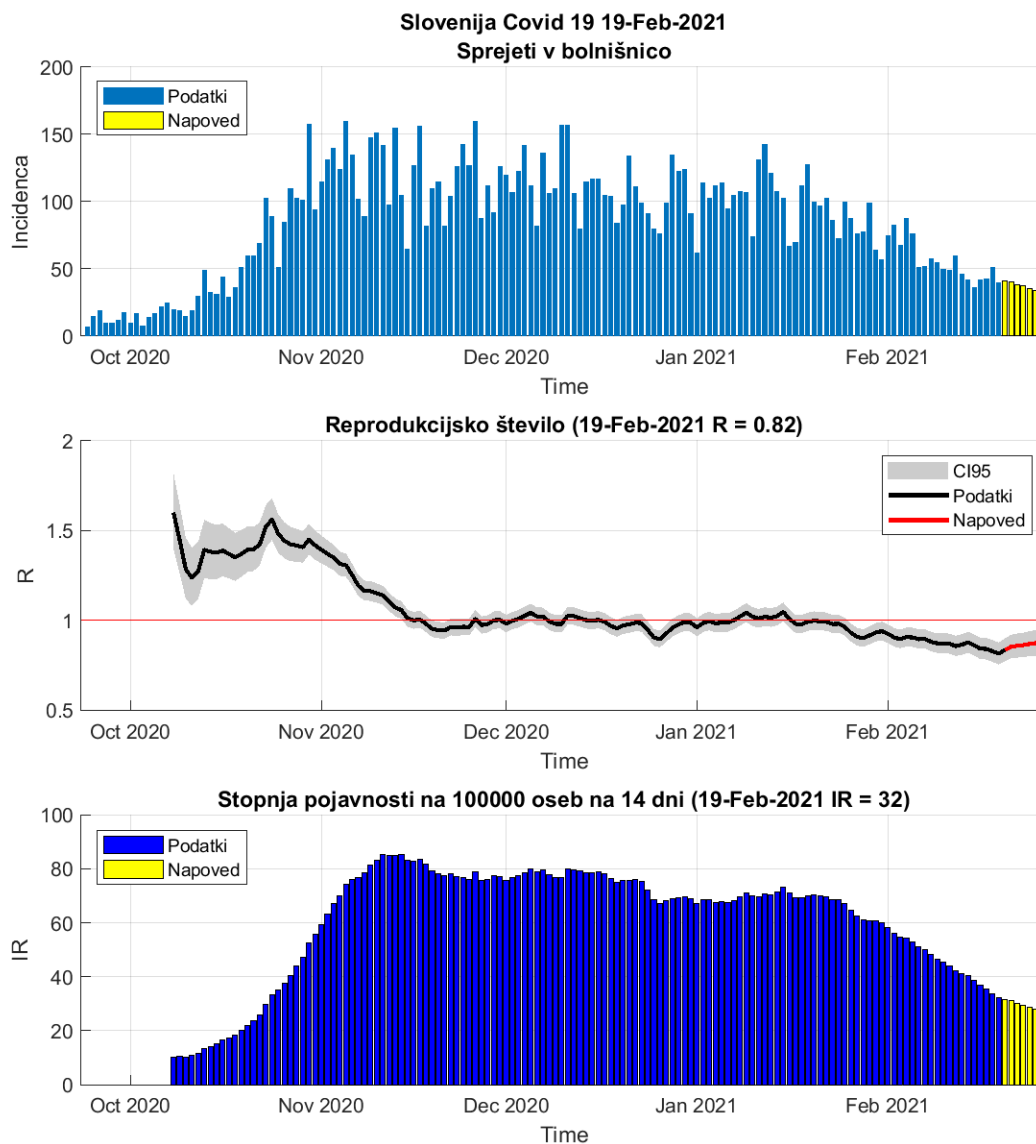 Slovenija Covid 19 19-Feb-2021
Sprejeti v bolnišnico
200
150
100
50
0
Incidenca
Podatki
Napoved
Oct 2020
Nov 2020
Dec 2020
Jan 2021
Feb 2021
Time
Reprodukcijsko število (19-Feb-2021 R = 0.82)
2
1.5
1
0.5
R
CI95
Podatki
Napoved
Oct 2020
Nov 2020
Dec 2020
Jan 2021
Feb 2021
Time
Stopnja pojavnosti na 100000 oseb na 14 dni (19-Feb-2021 IR = 32)
100
80
60
40
20
0
IR
Podatki
Napoved
Oct 2020
Nov 2020
Dec 2020
Jan 2021
Feb 2021
Time